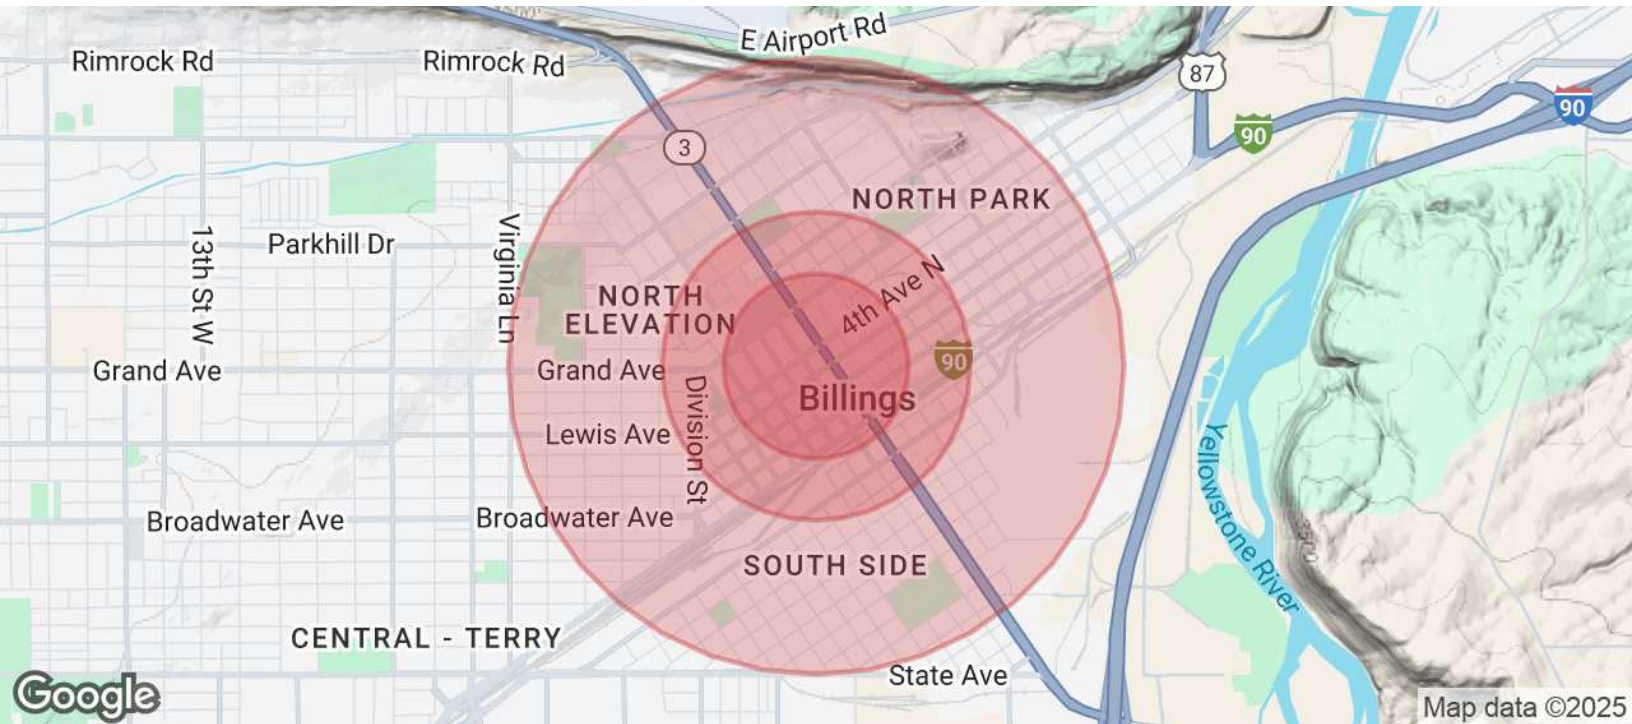 E Airport Rd
Rimrock Rd
Rimrock Rd
87
90
90
3
NORTH PARK
13th St W
Parkhill Dr
Virginia Ln
4th Ave N
NORTH
ELEVATION
90
Grand Ave
Grand Ave
Division St
Billings
Lewis Ave
Yellowstone River
Broadwater Ave
Broadwater Ave
SOUTH SIDE
CENTRAL - TERRY
State Ave
Google
Map data ©2025